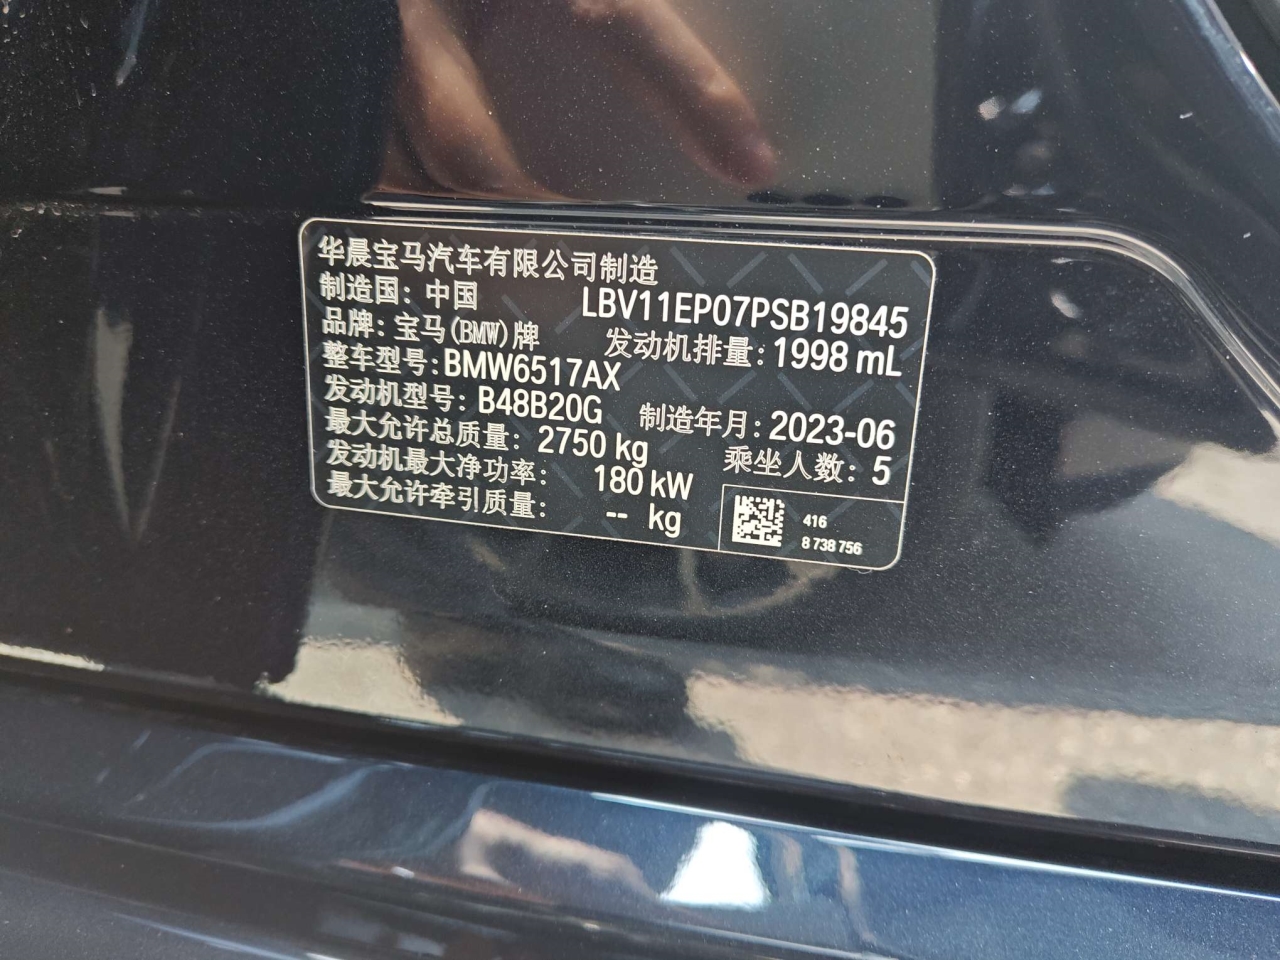 华晨宝马汽车有限公司制造
制造国：中国
LBV11EP07PSB19845
品牌：宝马(BMW)牌
发动机排量：1998 mL
整车型号：BMW6517AX
发动机型号：B48B20G
制造年月：2023-06
最大允许总质量：2750 kg
乘坐人数：5
发动机最大净功率：180 kW
最大允许牵引质量：-- kg
416
8 738 756